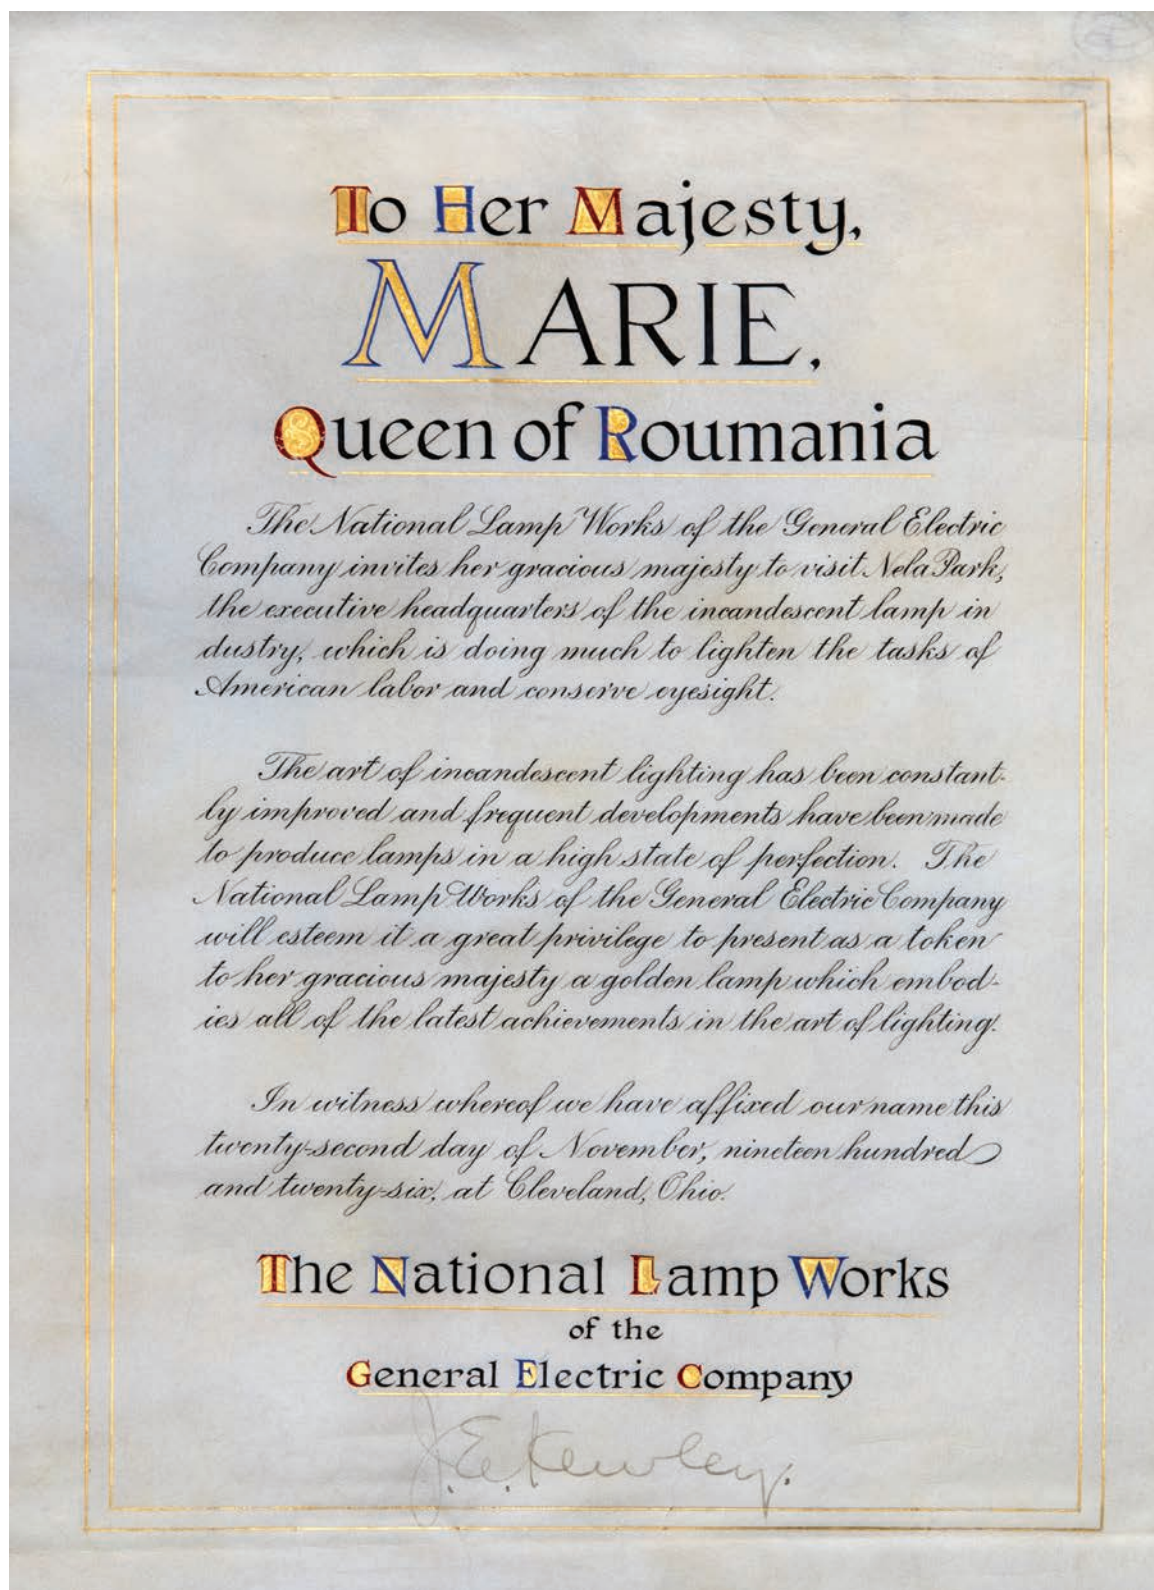 To Her Majesty,
MARIE,
Queen of Roumania
The National Lamp Works of the General Electric
Company invites her gracious majesty to visit Nela Park,
the executive headquarters of the incandescent lamp in
dustry, which is doing much to lighten the tasks of
American labor and conserve eyesight.
The art of incandescent lighting has been constant-
ly improved and frequent developments have been made
to produce lamps in a high state of perfection. The
National Lamp Works of the General Electric Company
will esteem it a great privilege to present as a token
to her gracious majesty a golden lamp which embod-
ies all of the latest achievements in the art of lighting.
In witness whereof we have affixed our name this
twenty-second day of November, nineteen hundred
and twenty-six, at Cleveland, Ohio.
The National Lamp Works
of the
General Electric Company
J.E. Kewley.